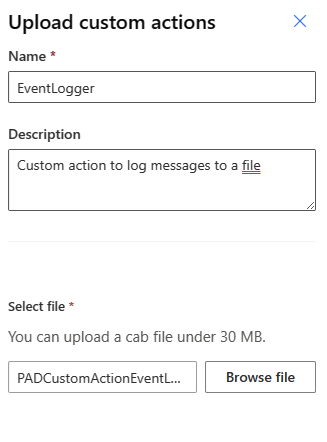 Upload custom actions
Name *
EventLogger
Description
Custom action to log messages to a file
Select file *
You can upload a cab file under 30 MB.
PADCustomActionEventL...
Browse file